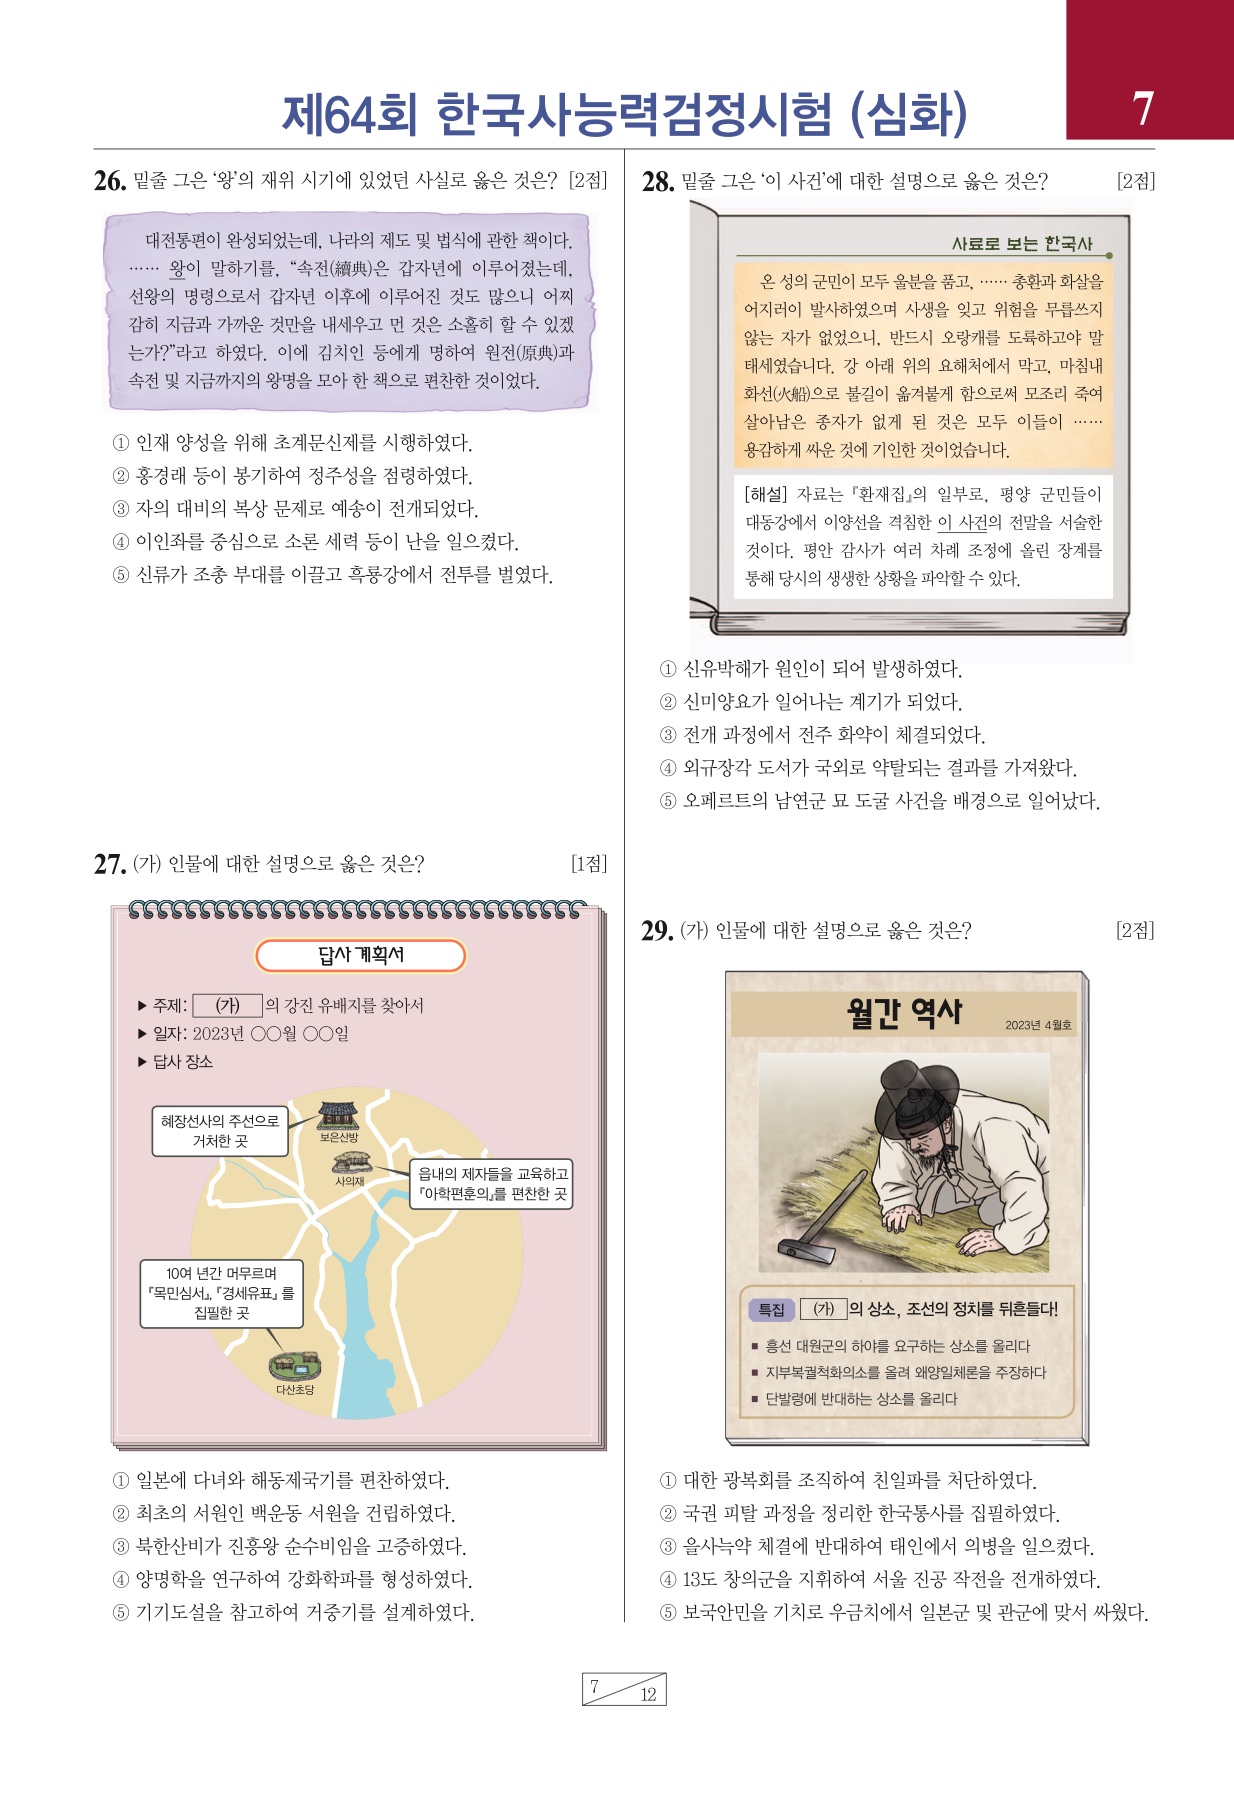 제64회 한국사능력검정시험 (심화)
7
26. 밑줄 그은 ‘왕’의 재위 시기에 있었던 사실로 옳은 것은? [2점]
대전통편이 완성되었는데, 나라의 제도 및 법식에 관한 책이다.
…… 왕이 말하기를, “속전(續典)은 갑자년에 이루어졌는데,
선왕의 명령으로서 갑자년 이후에 이루어진 것도 많으니 어찌
감히 지금과 가까운 것만을 내세우고 먼 것은 소홀히 할 수 있겠
는가?”라고 하였다. 이에 김치인 등에게 명하여 원전(原典)과
속전 및 지금까지의 왕명을 모아 한 책으로 편찬한 것이었다.
① 인재 양성을 위해 초계문신제를 시행하였다.
② 홍경래 등이 봉기하여 정주성을 점령하였다.
③ 자의 대비의 복상 문제로 예송이 전개되었다.
④ 이인좌를 중심으로 소론 세력 등이 난을 일으켰다.
⑤ 신류가 조총 부대를 이끌고 흑룡강에서 전투를 벌였다.
27. (가) 인물에 대한 설명으로 옳은 것은? [1점]
답사 계획서
▶ 주제: (가) 의 강진 유배지를 찾아서
▶ 일자: 2023년 ○○월 ○○일
▶ 답사 장소
혜장선사의 주선으로
거처한 곳
보은산방
사의재
읍내의 제자들을 교육하고
『아학편훈의』를 편찬한 곳
10여 년간 머무르며
『목민심서』, 『경세유표』를
집필한 곳
다산초당
① 일본에 다녀와 해동제국기를 편찬하였다.
② 최초의 서원인 백운동 서원을 건립하였다.
③ 북한산비가 진흥왕 순수비임을 고증하였다.
④ 양명학을 연구하여 강화학파를 형성하였다.
⑤ 기기도설을 참고하여 거중기를 설계하였다.
28. 밑줄 그은 ‘이 사건’에 대한 설명으로 옳은 것은? [2점]
사료로 보는 한국사
온 성의 군민이 모두 울분을 품고, …… 총환과 화살을
어지러이 발사하였으며 사생을 잊고 위험을 무릅쓰지
않는 자가 없었으니, 반드시 오랑캐를 도륙하고야 말
태세였습니다. 강 아래 위의 요해처에서 막고, 마침내
화선(火船)으로 불길이 옮겨붙게 함으로써 모조리 죽여
살아남은 종자가 없게 된 것은 모두 이들이 ……
용감하게 싸운 것에 기인한 것이었습니다.
[해설] 자료는 『환재집』의 일부로, 평양 군민들이
대동강에서 이양선을 격침한 이 사건의 전말을 서술한
것이다. 평안 감사가 여러 차례 조정에 올린 장계를
통해 당시의 생생한 상황을 파악할 수 있다.
① 신유박해가 원인이 되어 발생하였다.
② 신미양요가 일어나는 계기가 되었다.
③ 전개 과정에서 전주 화약이 체결되었다.
④ 외규장각 도서가 국외로 약탈되는 결과를 가져왔다.
⑤ 오페르트의 남연군 묘 도굴 사건을 배경으로 일어났다.
29. (가) 인물에 대한 설명으로 옳은 것은? [2점]
월간 역사
2023년 4월호
특집 (가) 의 상소, 조선의 정치를 뒤흔들다!
■ 흥선 대원군의 하야를 요구하는 상소를 올리다
■ 지부복궐척화의소를 올려 왜양일체론을 주장하다
■ 단발령에 반대하는 상소를 올리다
① 대한 광복회를 조직하여 친일파를 처단하였다.
② 국권 피탈 과정을 정리한 한국통사를 집필하였다.
③ 을사늑약 체결에 반대하여 태인에서 의병을 일으켰다.
④ 13도 창의군을 지휘하여 서울 진공 작전을 전개하였다.
⑤ 보국안민을 기치로 우금치에서 일본군 및 관군에 맞서 싸웠다.
7
12